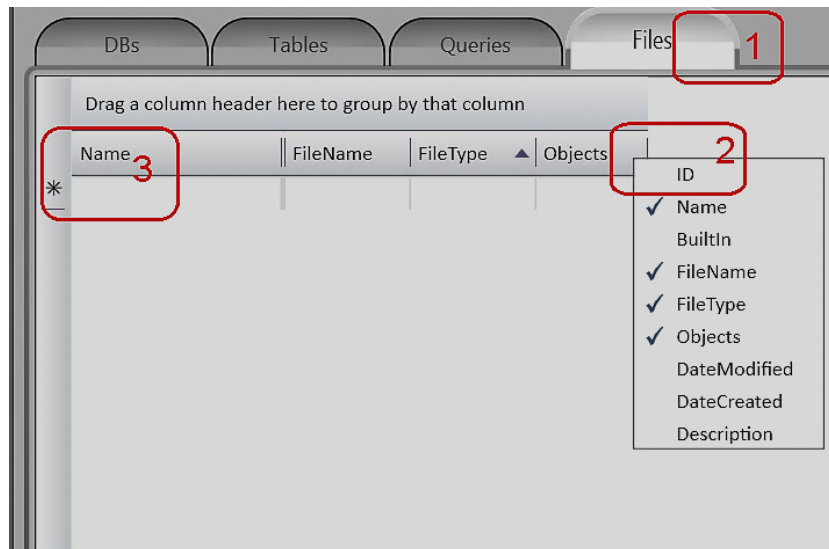 DBs Tables Queries Files 1
Drag a column header here to group by that column
Name 3 FileName FileType Objects 2
ID
Name
BuiltIn
FileName
FileType
Objects
DateModified
DateCreated
Description